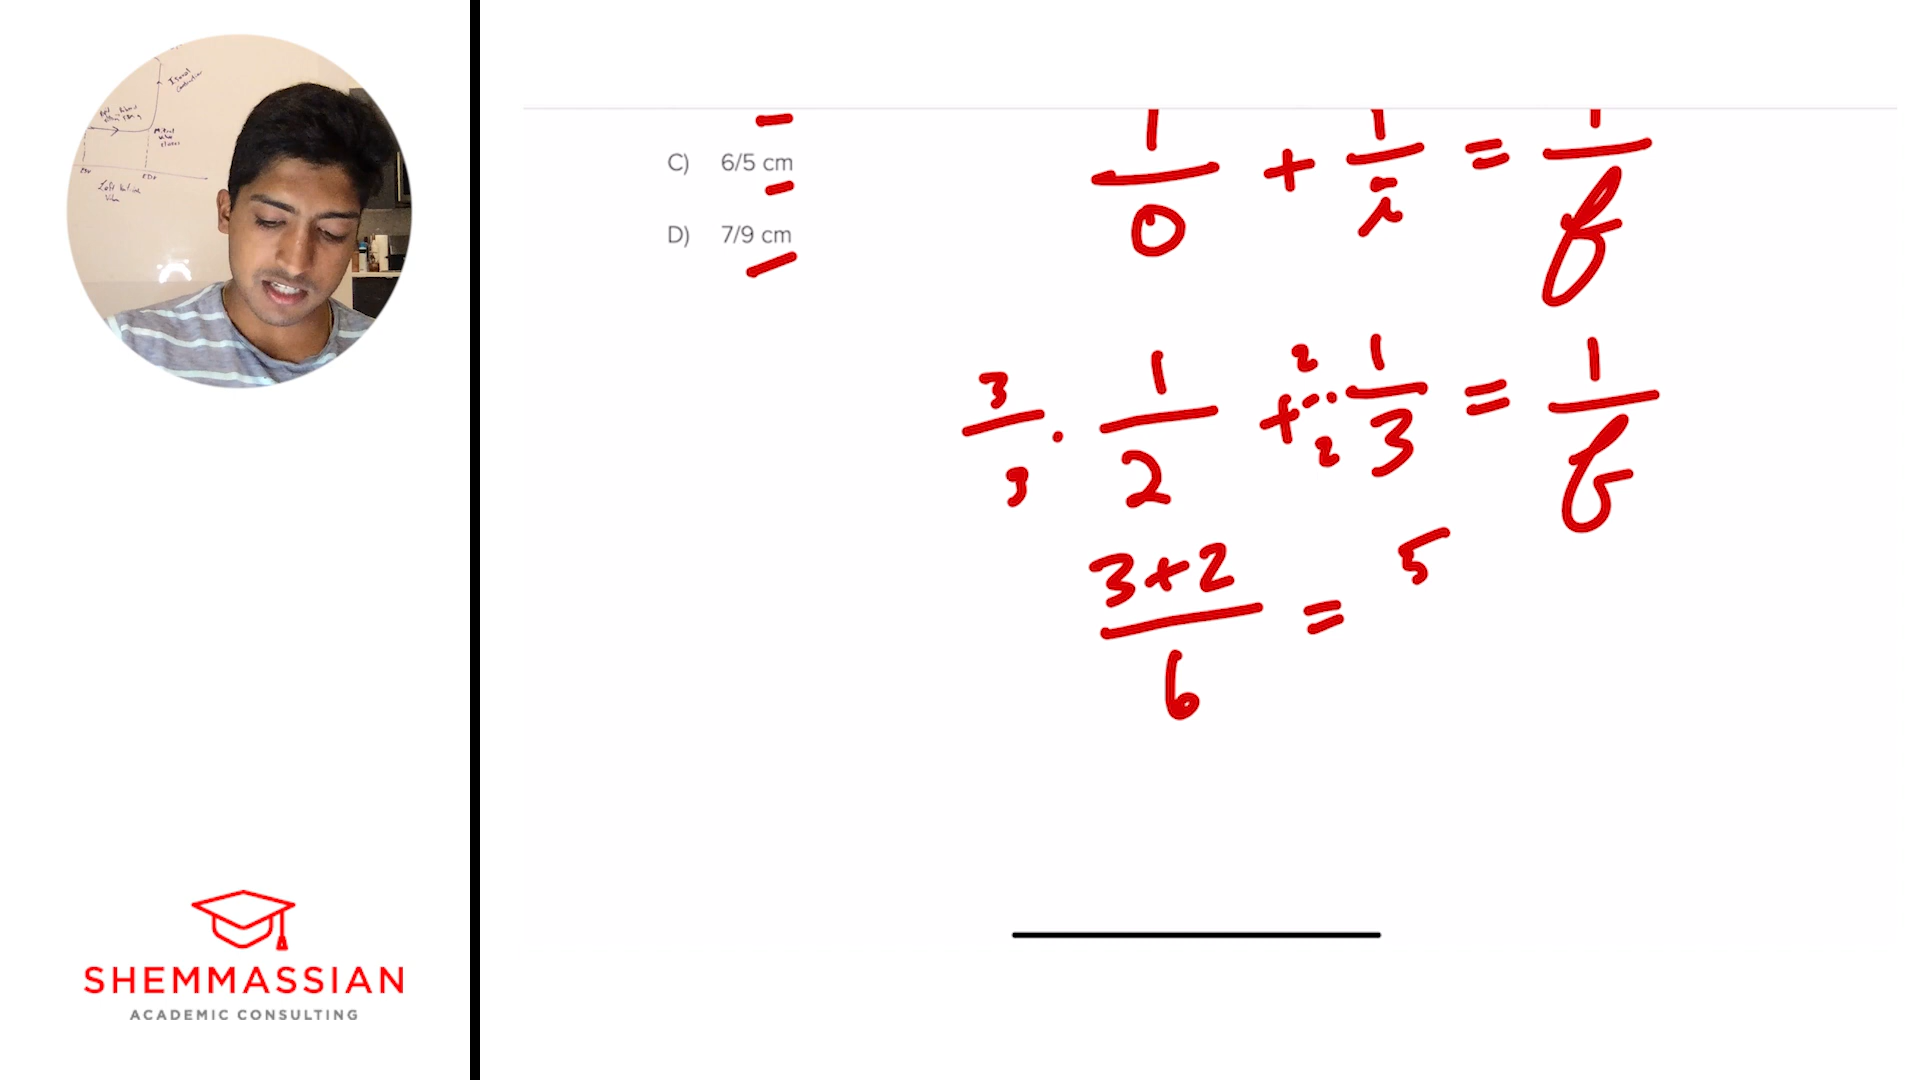 C) 6/5 cm
D) 7/9 cm
1/o + 1/i = 1/f
3/3 · 1/2 + 2/2 · 1/3 = 1/f
3+2/6 = 5
SHEMMASSIAN
ACADEMIC CONSULTING